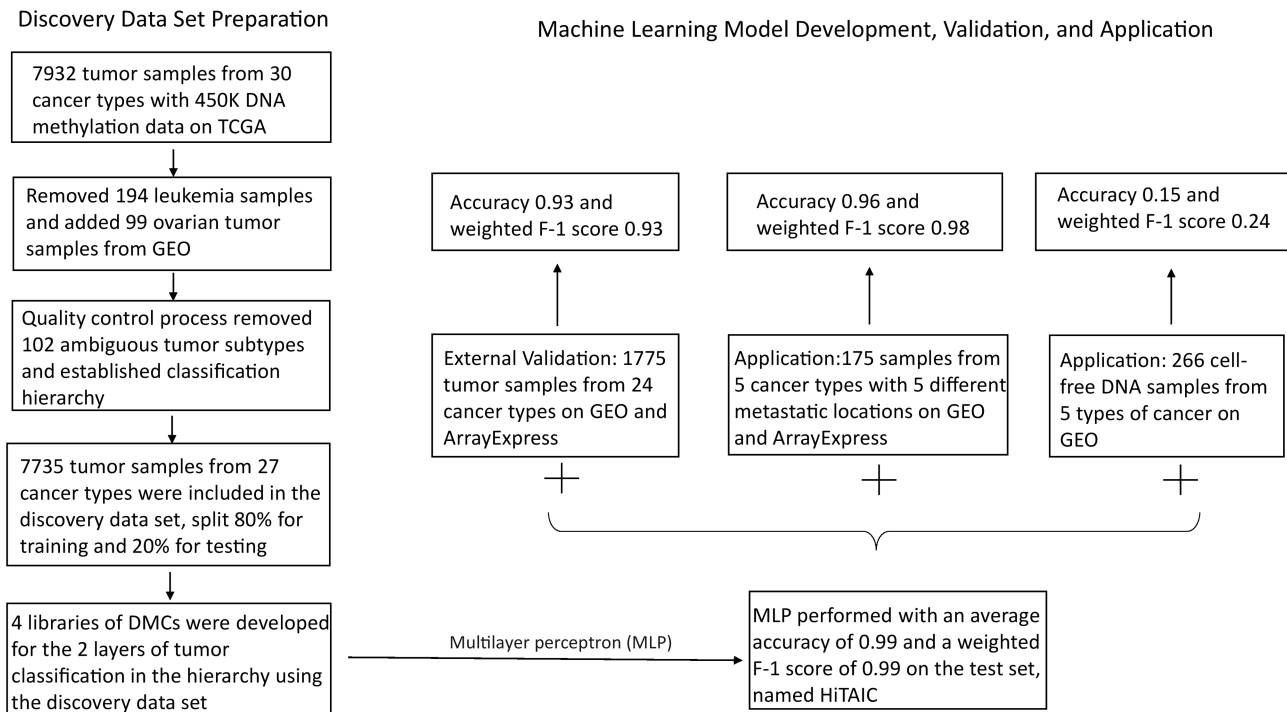 Discovery Data Set Preparation
7932 tumor samples from 30
cancer types with 450K DNA
methylation data on TCGA
Removed 194 leukemia samples
and added 99 ovarian tumor
samples from GEO
Quality control process removed
102 ambiguous tumor subtypes
and established classification
hierarchy
7735 tumor samples from 27
cancer types were included in the
discovery data set, split 80% for
training and 20% for testing
4 libraries of DMCs were developed
for the 2 layers of tumor
classification in the hierarchy using
the discovery data set
Machine Learning Model Development, Validation, and Application
Accuracy 0.93 and
weighted F-1 score 0.93
Accuracy 0.96 and
weighted F-1 score 0.98
Accuracy 0.15 and
weighted F-1 score 0.24
External Validation: 1775
tumor samples from 24
cancer types on GEO and
ArrayExpress
Application:175 samples from
5 cancer types with 5 different
metastatic locations on GEO
and ArrayExpress
Application: 266 cell-
free DNA samples from
5 types of cancer on
GEO
Multilayer perceptron (MLP)
MLP performed with an average
accuracy of 0.99 and a weighted
F-1 score of 0.99 on the test set,
named HiTAIC